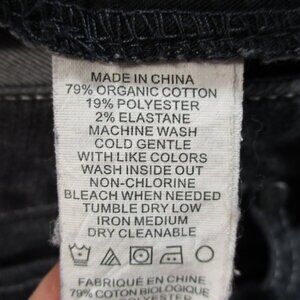 MADE IN CHINA
79% ORGANIC COTTON
19% POLYESTER
2% ELASTANE
MACHINE WASH
COLD GENTLE
WITH LIKE COLORS
WASH INSIDE OUT
NON-CHLORINE
BLEACH WHEN NEEDED
TUMBLE DRY LOW
IRON MEDIUM
DRY CLEANABLE
FABRIQUÉ EN CHINE
79% COTON BIOLOGIQUE